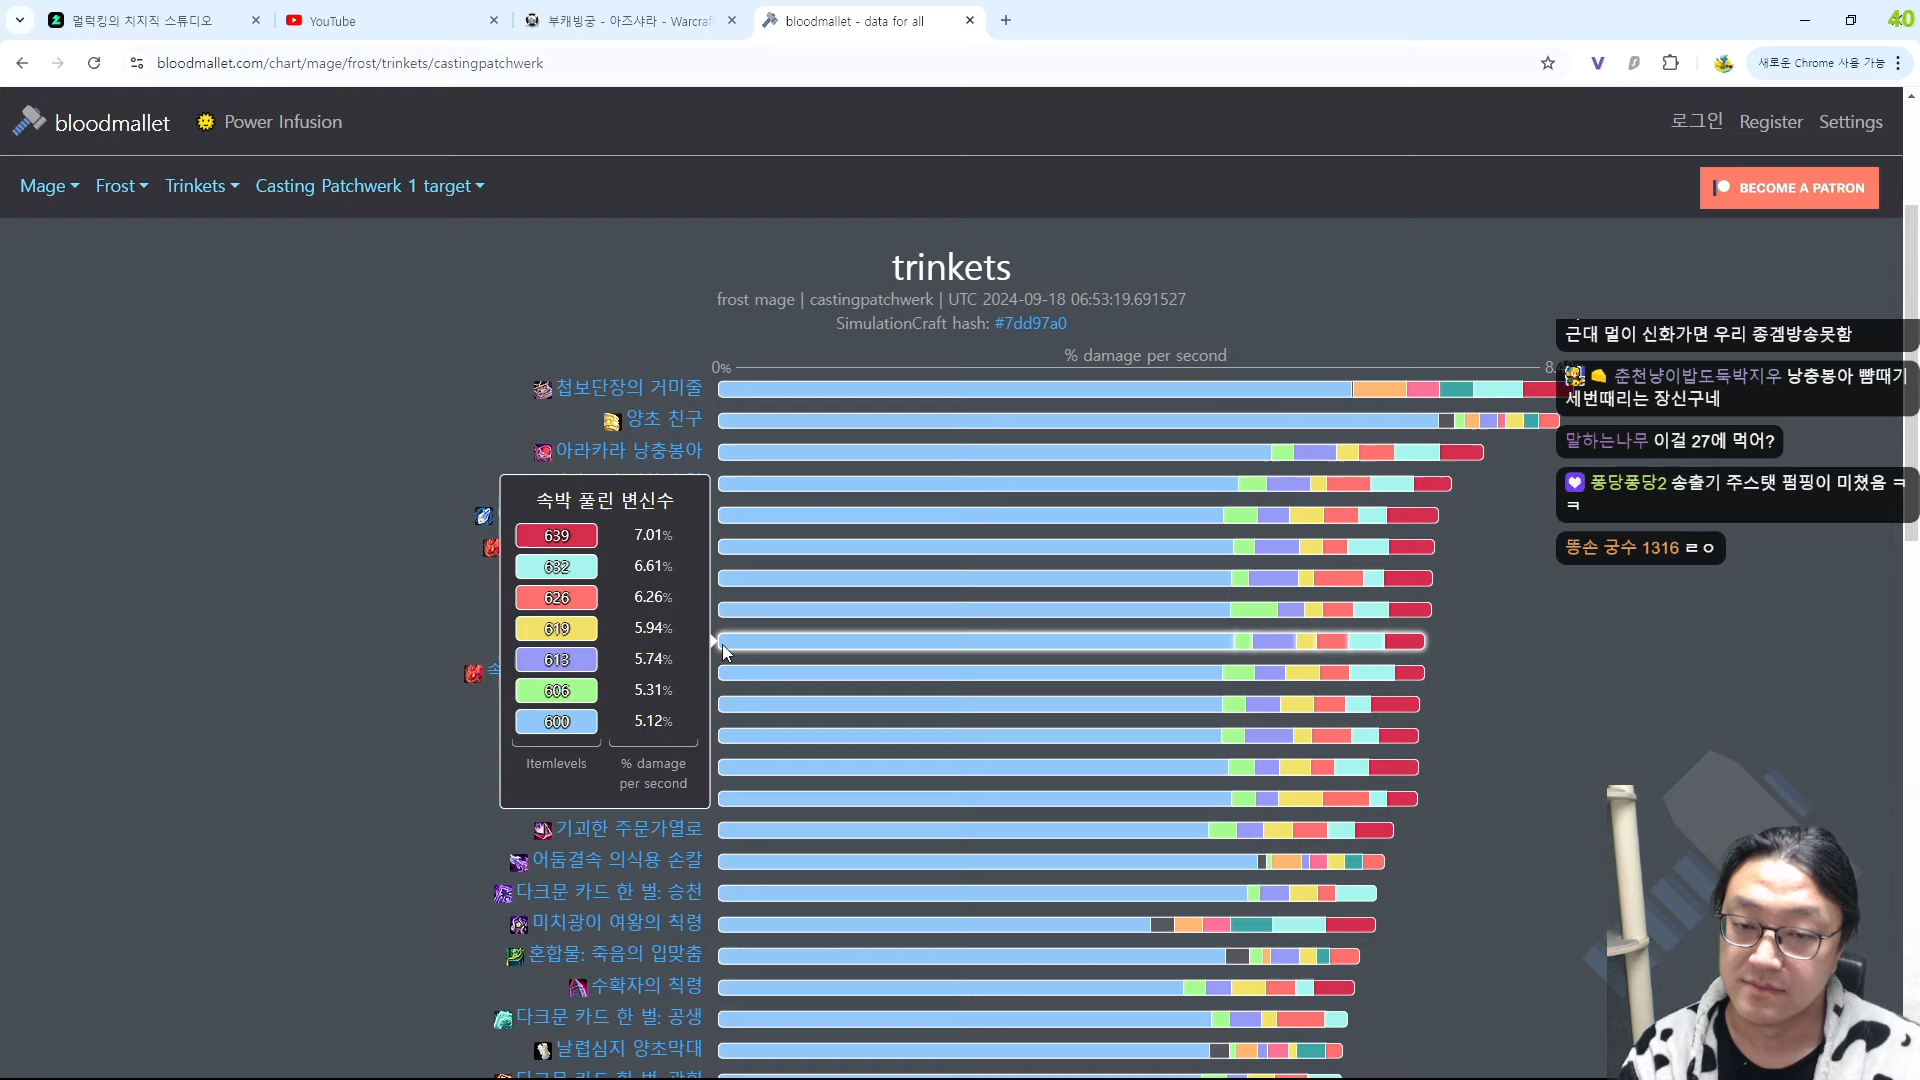 멀럭킹의 치지직 스튜디오
YouTube
부캐빙궁 - 아즈샤라 - Warcraf
bloodmallet - data for all
40
bloodmallet.com/chart/mage/frost/trinkets/castingpatchwerk
새로운 Chrome 사용 가능
bloodmallet
Power Infusion
로그인 Register Settings
Mage Frost Trinkets Casting Patchwerk 1 target
BECOME A PATRON
trinkets
frost mage | castingpatchwerk | UTC 2024-09-18 06:53:19.691527
SimulationCraft hash: #7dd97a0
% damage per second
0%
첩보단장의 거미줄
양초 친구
아라카라 낭충봉아
속박 풀린 변신수
639 7.01%
632 6.61%
626 6.26%
619 5.94%
613 5.74%
606 5.31%
600 5.12%
Itemlevels % damage
per second
기괴한 주문가열로
어둠결속 의식용 손칼
다크문 카드 한 벌: 승천
미치광이 여왕의 칙령
혼합물: 죽음의 입맞춤
수확자의 칙령
다크문 카드 한 벌: 공생
날렵심지 양초막대
근대 멀이 신화가면 우리 종겜방송못함
춘천냥이밥도둑박지우 낭충봉아 뺨때기
세번때리는 장신구네
말하는나무 이걸 27에 먹어?
퐁당퐁당2 송출기 주스탯 펌핑이 미쳤음 ㅋ
ㅋ
똥손 궁수 1316 ㄹㅇ